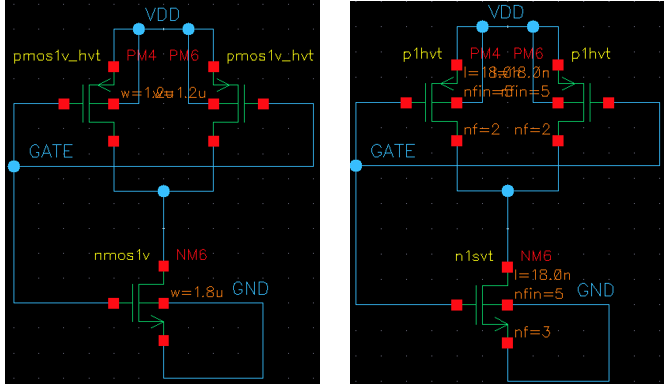 VDD
pmos1v_hvt PM4 PM6 pmos1v_hvt
w=1.2u w=1.2u
GATE
nmos1v NM6
w=1.8u GND
VDD
p1hvt PM4 PM6 p1hvt
l=18.0n l=18.0n
nfin=5 nfin=5
nf=2 nf=2
GATE
n1svt NM6
l=18.0n
nfin=5 GND
nf=3